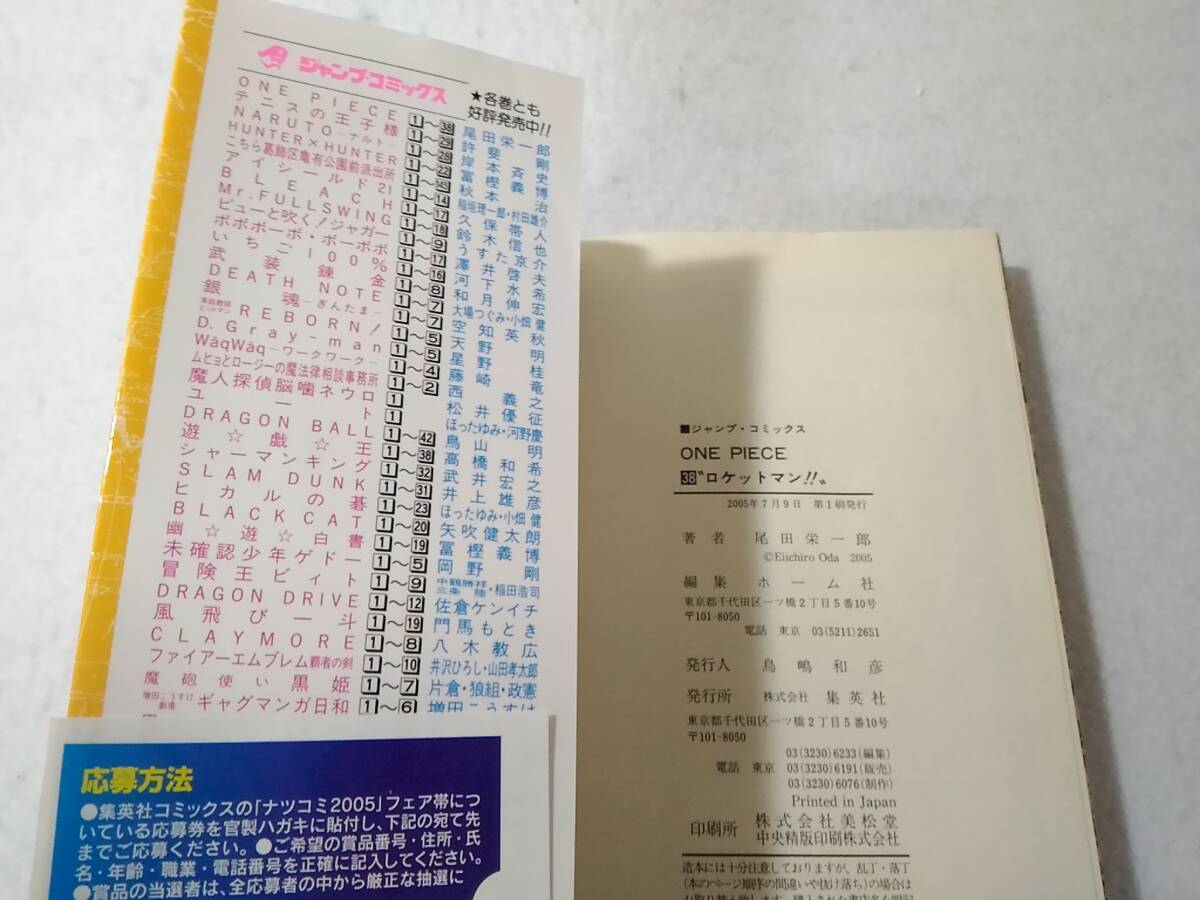 ジャンプ・コミックス
★各巻とも
好評発売中!!
ONE PIECE 1〜38 尾田栄一郎
テニスの王子様 1〜29 許斐剛
NARUTO―ナルト― 1〜28 岸本斉史
HUNTER×HUNTER 1〜22 冨樫義博
こちら葛飾区亀有公園前派出所 1〜145 秋本治
アイシールド21 1〜14 稲垣理一郎・村田雄介
BLEACH 1〜17 久保帯人
Mr.FULLSWING 1〜18 鈴木信也
ピューと吹く!ジャガー 1〜9 うすた京介
ボボボーボ・ボーボボ 1〜17 澤井啓夫
いちご100% 1〜16 河下水希
武装錬金 1〜8 和月伸宏
DEATH NOTE 1〜7 大場つぐみ・小畑健
銀魂―ぎんたま― 1〜7 空知英秋
家庭教師ヒットマンREBORN! 1〜5 天野明
D.Gray-man 1〜5 星野桂
WāqWāq―ワークワーク― 1〜4 藤崎竜
ムヒョとロージーの魔法律相談事務所 1〜2 西義之
魔人探偵脳噛ネウロ 1 松井優征
ユート 1 ほったゆみ・河野慶
DRAGON BALL 1〜42 鳥山明
遊☆戯☆王 1〜38 高橋和希
シャーマンキング 1〜32 武井宏之
SLAM DUNK 1〜31 井上雄彦
ヒカルの碁 1〜23 ほったゆみ・小畑健
BLACK CAT 1〜20 矢吹健太朗
幽☆遊☆白書 1〜19 冨樫義博
未確認少年ゲドー 1〜5 岡野剛
冒険王ビィト 1〜9 三条陸・稲田浩司
DRAGON DRIVE 1〜12 佐倉ケンイチ
風飛び一斗 1〜19 門馬もとき
CLAYMORE 1〜8 八木教広
ファイアーエムブレム覇者の剣 1〜10 井沢ひろし・山田孝太郎
魔砲使い黒姫 1〜7 片倉・狼組・政憲
増田こうすけ劇場ギャグマンガ日和 1〜6 増田こうすけ
応募方法
●集英社コミックスの「ナツコミ2005」フェア帯につ
いている応募券を官製ハガキに貼付し、下記の宛て先
までご応募ください。●ご希望の賞品番号・住所・氏
名・年齢・職業・電話番号を正確に記入してください。
●賞品の当選者は、全応募者の中から厳正な抽選に
■ジャンプ・コミックス
ONE PIECE
38〝ロケットマン!!〟
2005年7月9日 第1刷発行
著者 尾田栄一郎
©Eiichiro Oda 2005
編集 ホーム社
東京都千代田区一ツ橋2丁目5番10号
〒101-8050
電話 東京 03(5211)2651
発行人 鳥嶋和彦
発行所 株式会社 集英社
東京都千代田区一ツ橋2丁目5番10号
〒101-8050
03(3230)6233(編集)
電話 東京 03(3230)6191(販売)
03(3230)6076(制作)
Printed in Japan
印刷所 株式会社美松堂
中央精版印刷株式会社
造本には十分注意しておりますが、乱丁・落丁
(本のページ順序の間違いや抜け落ち)の場合は